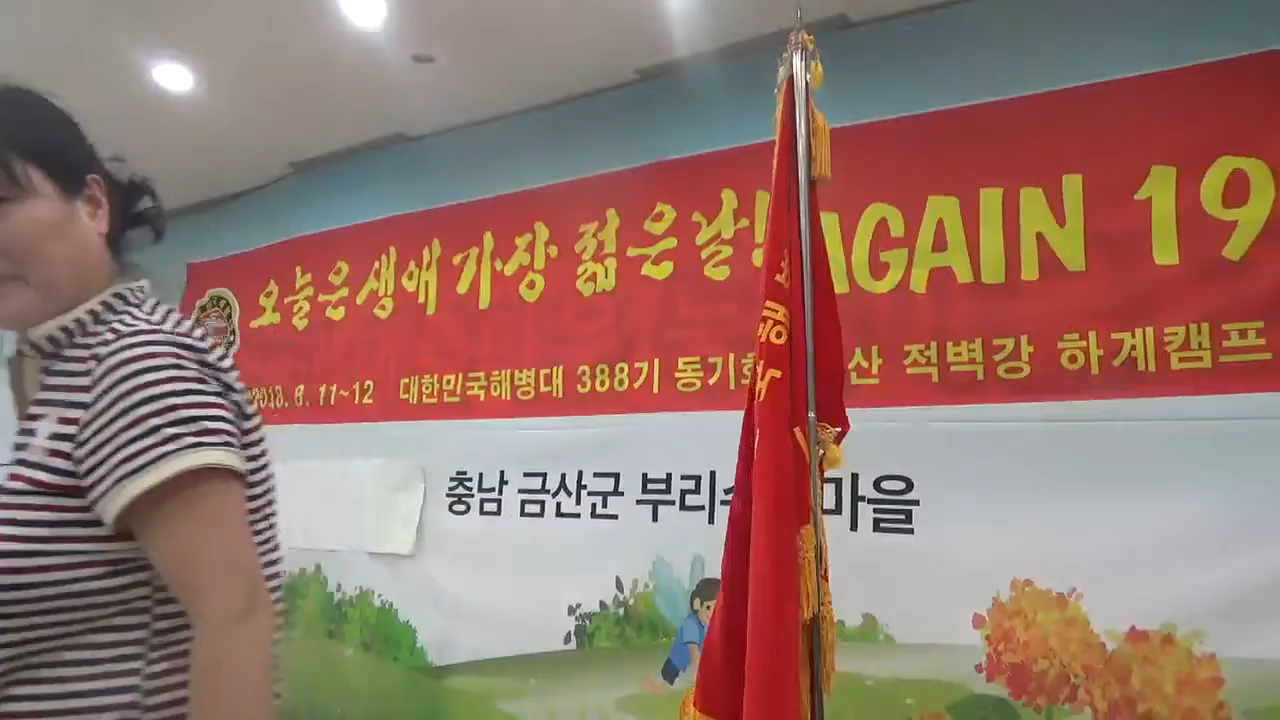 오늘은 생애 가장 젊은 날! AGAIN 19
2018. 8. 11~12 대한민국해병대 388기 동기회 산 적벽강 하계캠프
충남 금산군 부리수 마을